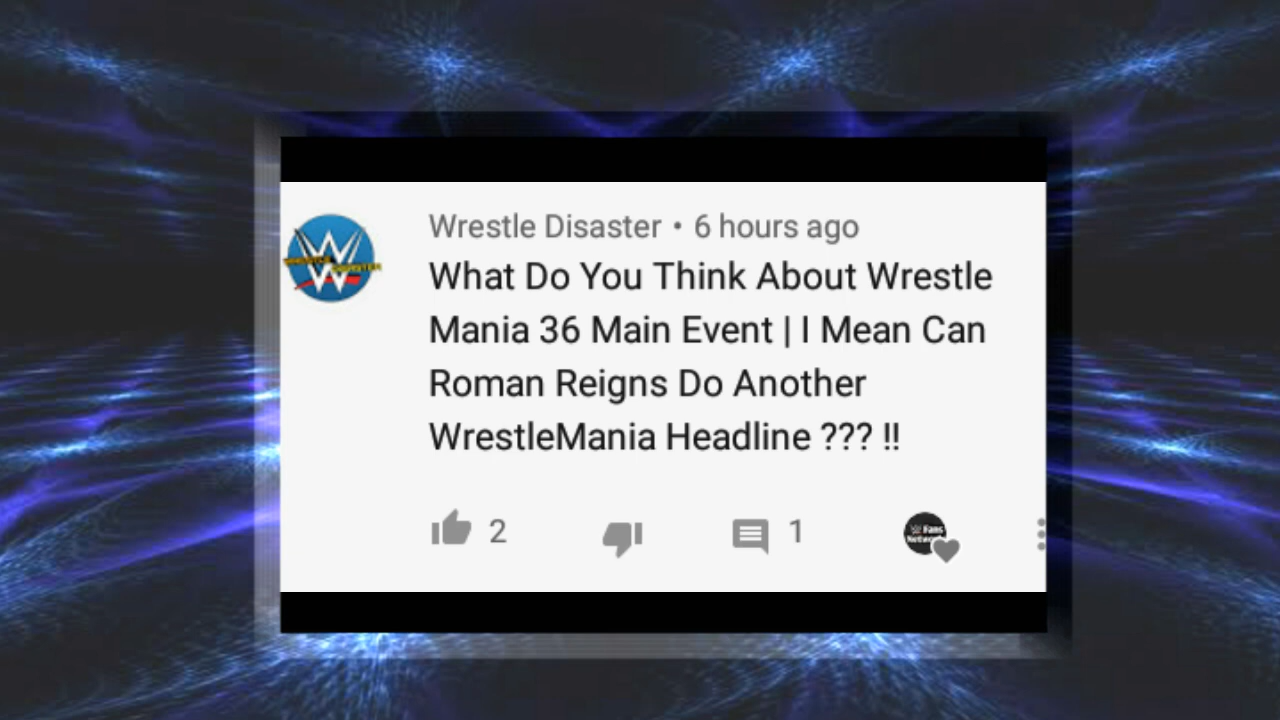 Wrestle Disaster • 6 hours ago
What Do You Think About Wrestle
Mania 36 Main Event | I Mean Can
Roman Reigns Do Another
WrestleMania Headline ??? !!
2
1
Fans